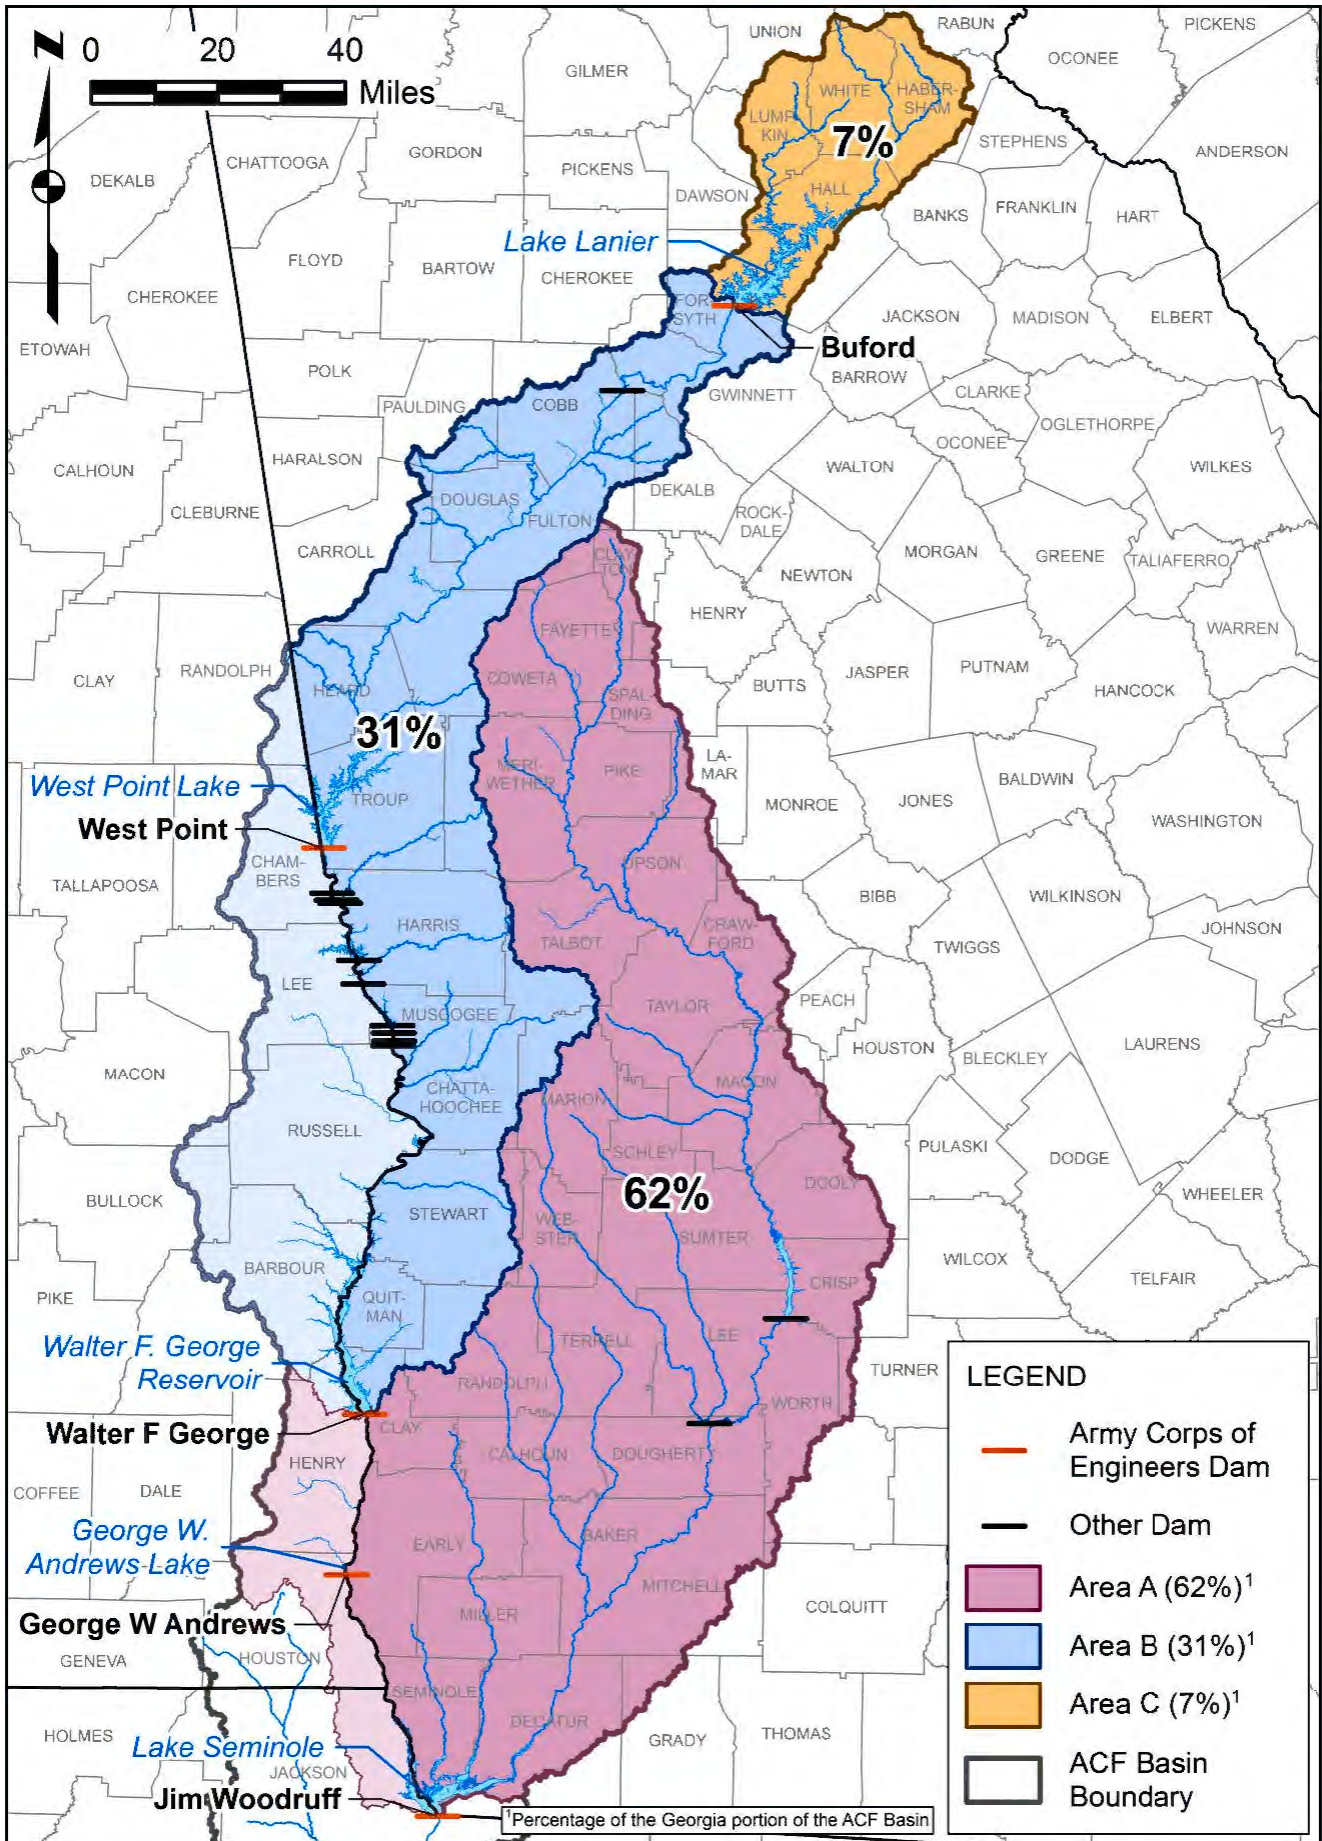 N
0 20 40
Miles
UNION
RABUN
PICKENS
OCONEE
GILMER
WHITE
HABER-
SHAM
LUMP-
KIN
7%
STEPHENS
ANDERSON
CHATTOOGA
GORDON
PICKENS
DEKALB
DAWSON
HALL
BANKS
FRANKLIN
HART
Lake Lanier
FLOYD
BARTOW
CHEROKEE
CHEROKEE
FOR-
SYTH
JACKSON
MADISON
ELBERT
ETOWAH
Buford
POLK
BARROW
CLARKE
PAULDING
COBB
GWINNETT
OGLETHORPE
OCONEE
HARALSON
CALHOUN
WALTON
WILKES
DOUGLAS
DEKALB
CLEBURNE
FULTON
ROCK-
DALE
CARROLL
CLAY-
TON
MORGAN
GREENE
TALIAFERRO
NEWTON
HENRY
FAYETTE
WARREN
CLAY
RANDOLPH
HEARD
COWETA
SPAL-
DING
BUTTS
JASPER
PUTNAM
HANCOCK
31%
LA-
MAR
West Point Lake
TROUP
MERI-
WETHER
PIKE
MONROE
JONES
BALDWIN
WASHINGTON
West Point
CHAM-
BERS
UPSON
TALLAPOOSA
BIBB
WILKINSON
HARRIS
TALBOT
CRAW-
FORD
TWIGGS
JOHNSON
LEE
MUSCOGEE
TAYLOR
PEACH
HOUSTON
BLECKLEY
LAURENS
MACON
CHATTA-
HOOCHEE
MARION
MACON
RUSSELL
SCHLEY
PULASKI
DODGE
BULLOCK
62%
DOOLY
WHEELER
STEWART
WEB-
STER
SUMTER
BARBOUR
WILCOX
TELFAIR
CRISP
PIKE
QUIT-
MAN
Walter F. George
Reservoir
TERRELL
LEE
TURNER
RANDOLPH
WORTH
Walter F George
CLAY
CALHOUN
DOUGHERTY
HENRY
COFFEE
DALE
George W.
Andrews Lake
EARLY
BAKER
MITCHELL
COLQUITT
George W Andrews
MILLER
GENEVA
HOUSTON
SEMINOLE
DECATUR
HOLMES
Lake Seminole
GRADY
THOMAS
JACKSON
Jim Woodruff
LEGEND
Army Corps of
Engineers Dam
Other Dam
Area A (62%)1
Area B (31%)1
Area C (7%)1
ACF Basin
Boundary
1Percentage of the Georgia portion of the ACF Basin